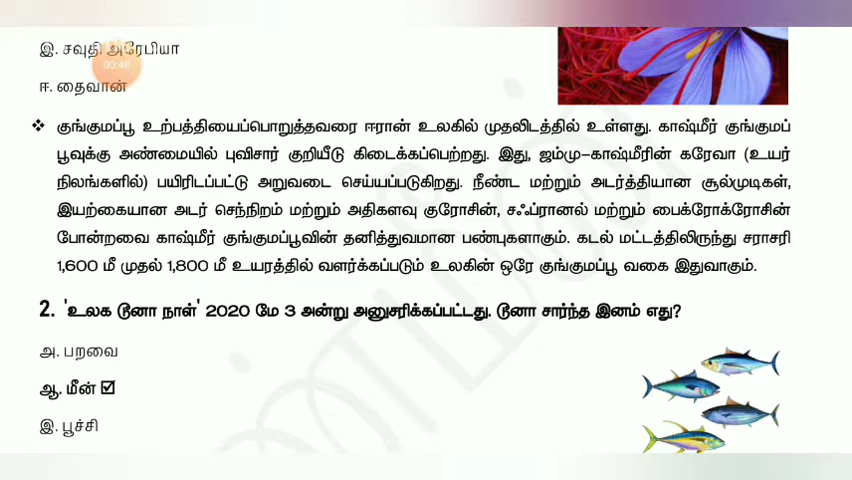 இ. சவுதி அரேபியா
00:48
ஈ. தைவான்
❖ குங்குமப்பூ உற்பத்தியைப்பொறுத்தவரை ஈரான் உலகில் முதலிடத்தில் உள்ளது. காஷ்மீர் குங்குமப்
பூவுக்கு அண்மையில் புவிசார் குறியீடு கிடைக்கப்பெற்றது. இது, ஜம்மு–காஷ்மீரின் கரேவா (உயர்
நிலங்களில்) பயிரிடப்பட்டு அறுவடை செய்யப்படுகிறது. நீண்ட மற்றும் அடர்த்தியான சூல்முடிகள்,
இயற்கையான அடர் செந்நிறம் மற்றும் அதிகளவு குரோசின், சஃப்ரானல் மற்றும் பைக்ரோக்ரோசின்
போன்றவை காஷ்மீர் குங்குமப்பூவின் தனித்துவமான பண்புகளாகும். கடல் மட்டத்திலிருந்து சராசரி
1,600 மீ முதல் 1,800 மீ உயரத்தில் வளர்க்கப்படும் உலகின் ஒரே குங்குமப்பூ வகை இதுவாகும்.
2. 'உலக டூனா நாள்' 2020 மே 3 அன்று அனுசரிக்கப்பட்டது. டூனா சார்ந்த இனம் எது?
அ. பறவை
ஆ. மீன் ☑
இ. பூச்சி